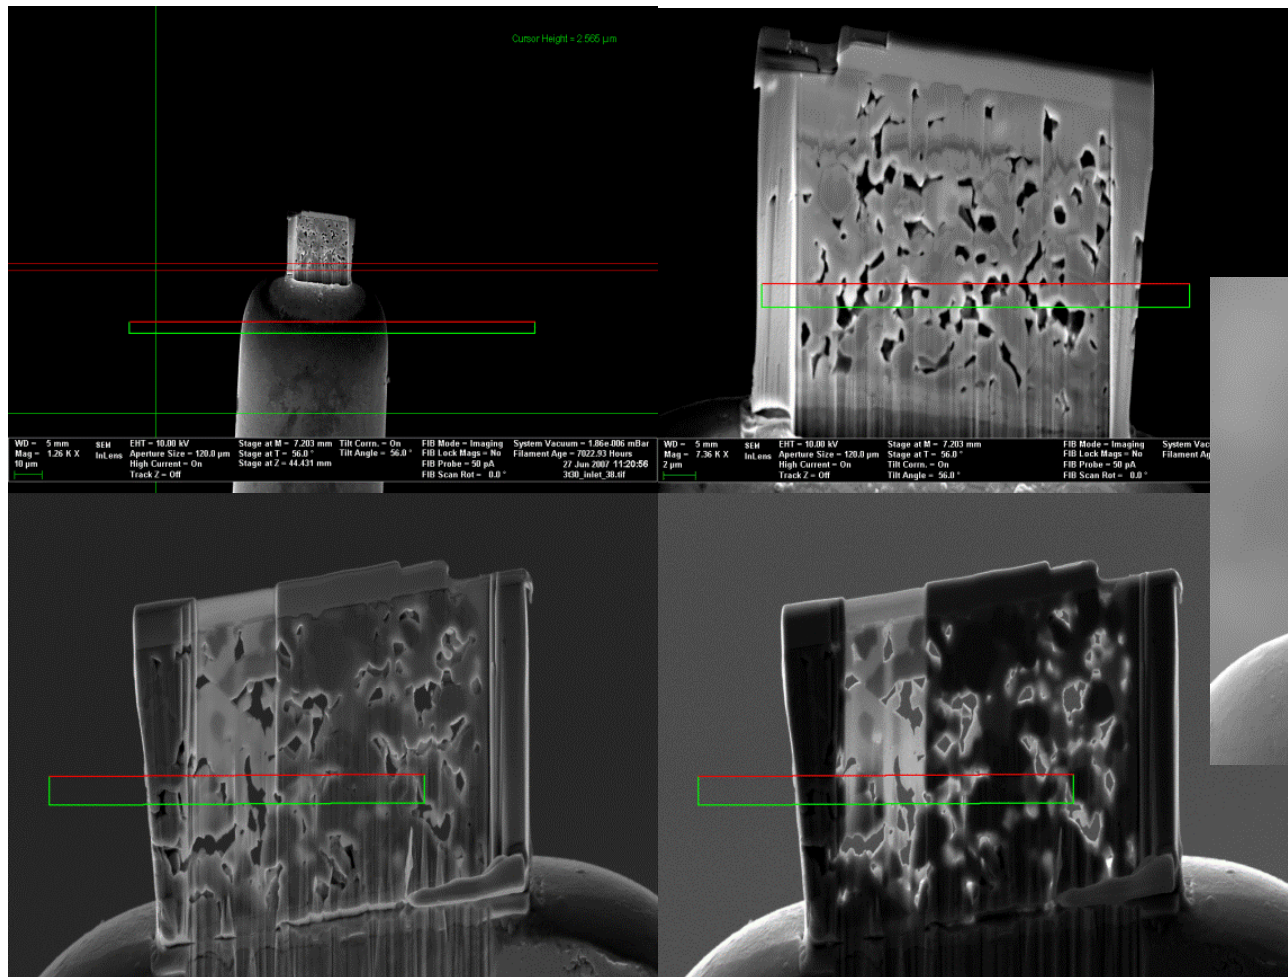 Cursor Height = 2.565 µm
WD = 5 mm SEM EHT = 10.00 kV Stage at M = 7.203 mm Tilt Corrn. = On FIB Mode = Imaging System Vacuum = 1.86e-006 mBar
Mag = 1.26 K X InLens Aperture Size = 120.0 µm Stage at T = 56.0 ° Tilt Angle = 56.0 ° FIB Lock Mags = No Filament Age = 7022.93 Hours
10 µm High Current = On Stage at Z = 44.431 mm FIB Probe = 50 pA 27 Jun 2007 11:20:56
Track Z = Off FIB Scan Rot = 0.0 ° 3t30_inlet_38.tif
WD = 5 mm SEM EHT = 10.00 kV Stage at M = 7.203 mm FIB Mode = Imaging System Vac
Mag = 7.36 K X InLens Aperture Size = 120.0 µm Stage at T = 56.0 ° FIB Lock Mags = No Filament Ag
2 µm High Current = On Tilt Corrn. = On FIB Probe = 50 pA
Track Z = Off Tilt Angle = 56.0 ° FIB Scan Rot = 0.0 °